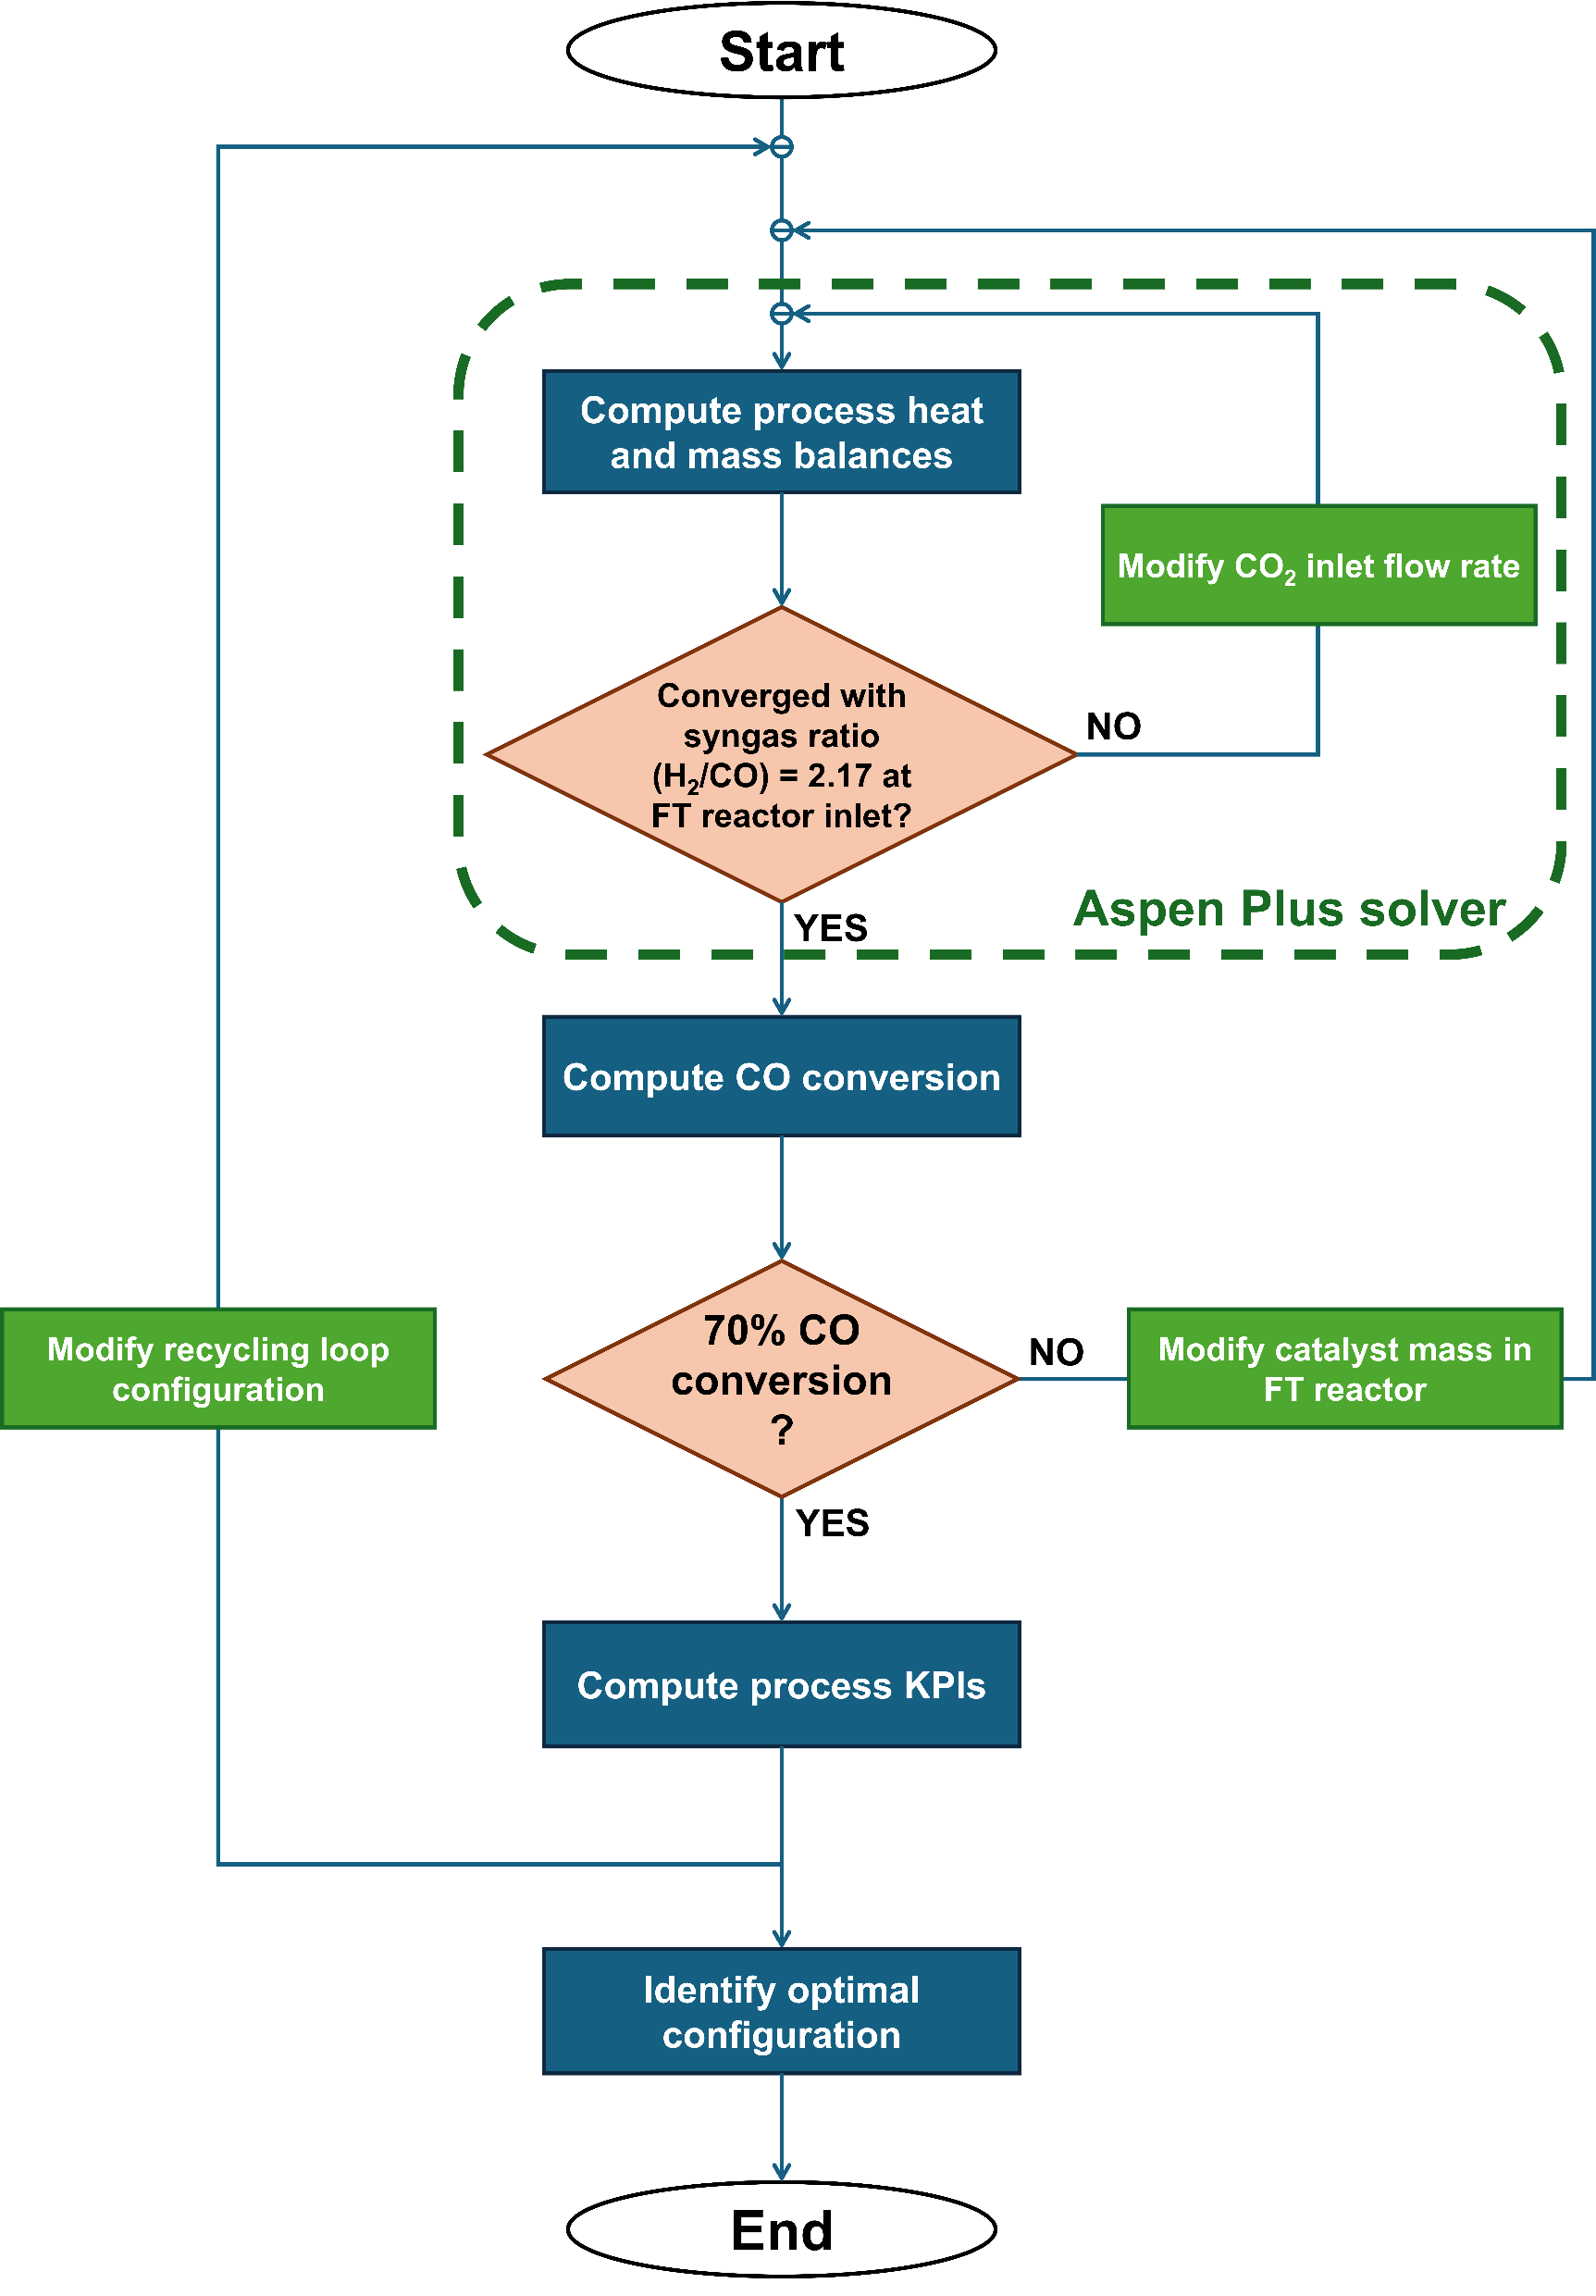 Start
Compute process heat
and mass balances
Modify CO₂ inlet flow rate
Converged with
syngas ratio
(H₂/CO) = 2.17 at
FT reactor inlet?
NO
YES
Aspen Plus solver
Compute CO conversion
70% CO
conversion
?
NO
Modify catalyst mass in
FT reactor
Modify recycling loop
configuration
YES
Compute process KPIs
Identify optimal
configuration
End